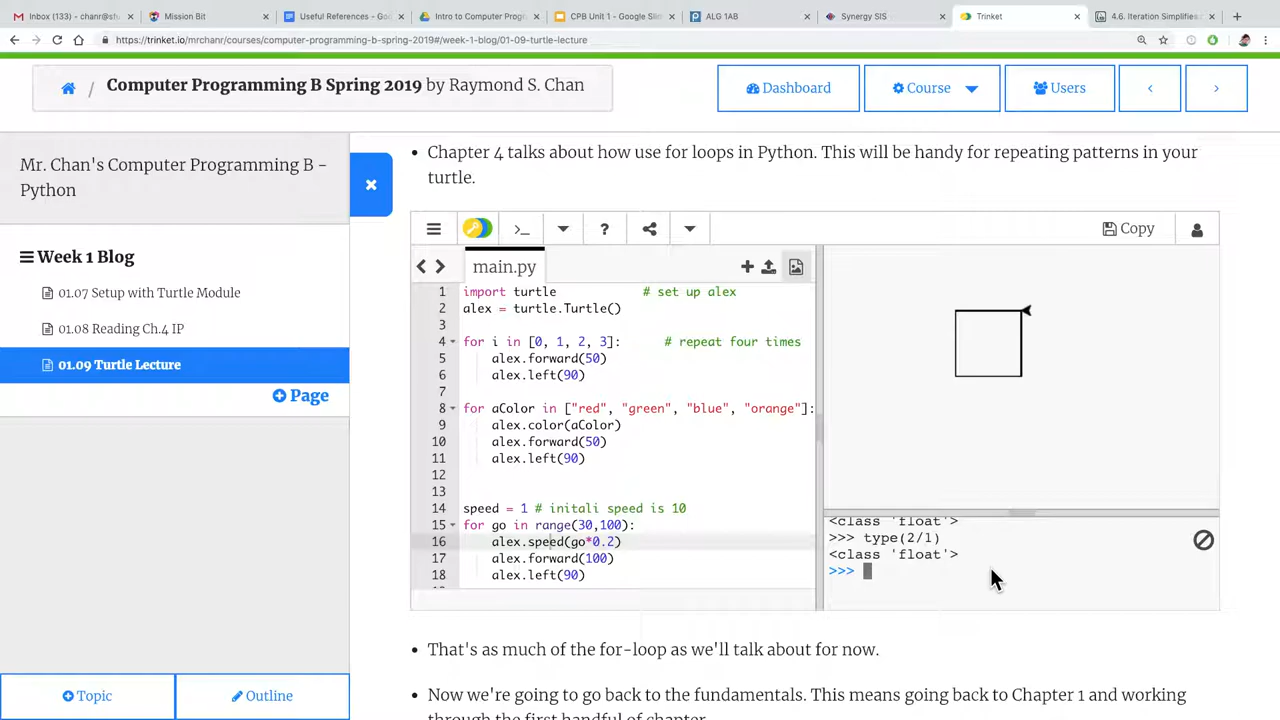 Inbox (133) - chanr@sr
Mission Bit
Useful References - Goo
Intro to Computer Progra
CPB Unit 1 - Google Slid
ALG 1AB
Synergy SIS
Trinket
4.6. Iteration Simplifies
https://trinket.io/mrchanr/courses/computer-programming-b-spring-2019#/week-1-blog/01-09-turtle-lecture
/ Computer Programming B Spring 2019 by Raymond S. Chan
Dashboard
Course
Users
Mr. Chan's Computer Programming B -
Python
Week 1 Blog
01.07 Setup with Turtle Module
01.08 Reading Ch.4 IP
01.09 Turtle Lecture
Page
Topic
Outline
• Chapter 4 talks about how use for loops in Python. This will be handy for repeating patterns in your
turtle.
>_
?
Copy
main.py
1 import turtle # set up alex
2 alex = turtle.Turtle()
3
4 for i in [0, 1, 2, 3]: # repeat four times
5 alex.forward(50)
6 alex.left(90)
7
8 for aColor in ["red", "green", "blue", "orange"]:
9 alex.color(aColor)
10 alex.forward(50)
11 alex.left(90)
12
13
14 speed = 1 # initali speed is 10
15 for go in range(30,100):
16 alex.speed(go*0.2)
17 alex.forward(100)
18 alex.left(90)
<class 'float'>
>>> type(2/1)
<class 'float'>
>>>
• That's as much of the for-loop as we'll talk about for now.
• Now we're going to go back to the fundamentals. This means going back to Chapter 1 and working
through the first handful of chapter